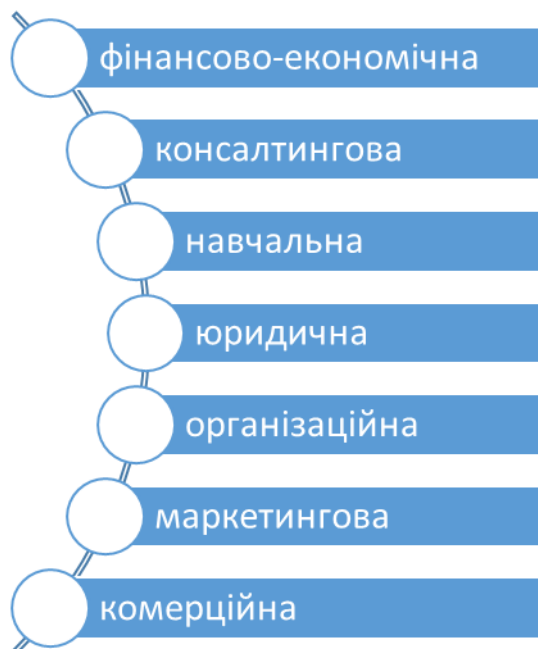 фінансово-економічна
консалтингова
навчальна
юридична
організаційна
маркетингова
комерційна